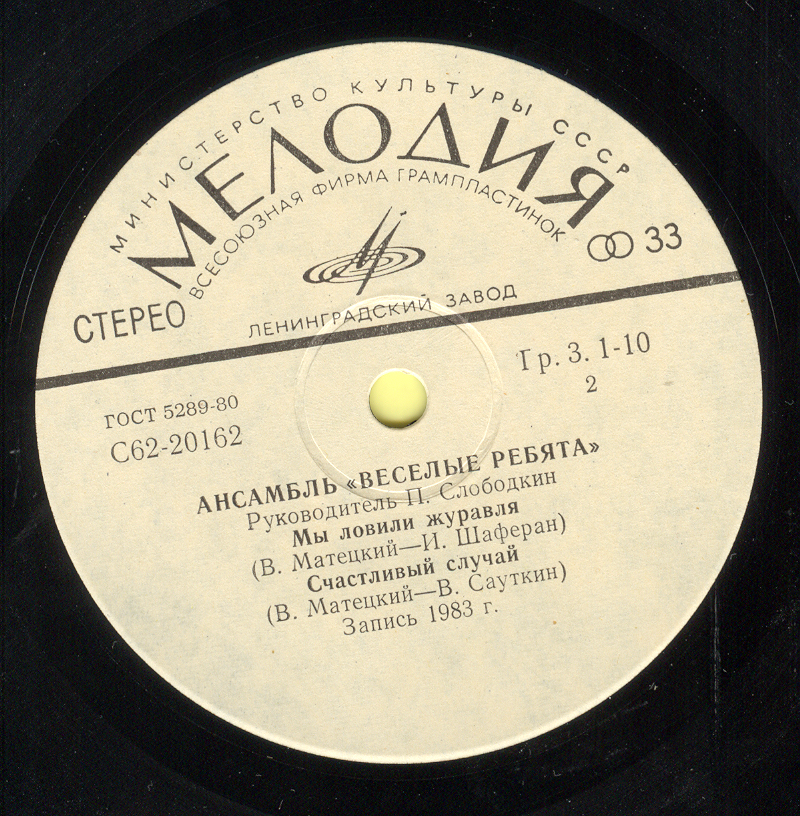 МИНИСТЕРСТВО КУЛЬТУРЫ СССР
МЕЛОДИЯ
ВСЕСОЮЗНАЯ ФИРМА ГРАМПЛАСТИНОК
33
СТЕРЕО
ЛЕНИНГРАДСКИЙ ЗАВОД
Гр. 3. 1-10
2
ГОСТ 5289-80
С62-20162
АНСАМБЛЬ «ВЕСЕЛЫЕ РЕБЯТА»
Руководитель П. Слободкин
Мы ловили журавля
(В. Матецкий—И. Шаферан)
Счастливый случай
(В. Матецкий—В. Сауткин)
Запись 1983 г.